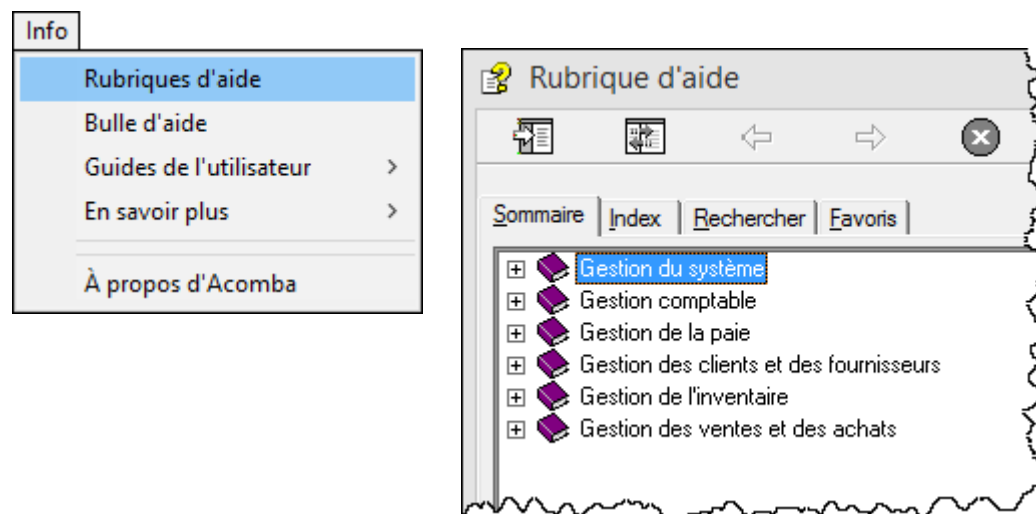 Info
Rubriques d'aide
Bulle d'aide
Guides de l'utilisateur
En savoir plus
À propos d'Acomba
Rubrique d'aide
Sommaire Index Rechercher Favoris
Gestion du système
Gestion comptable
Gestion de la paie
Gestion des clients et des fournisseurs
Gestion de l'inventaire
Gestion des ventes et des achats